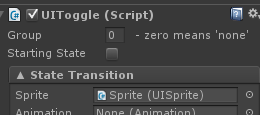 UIToggle (Script)
Group 0 - zero means 'none'
Starting State
▲ State Transition
Sprite Sprite (UISprite)
Animation None (Animation)